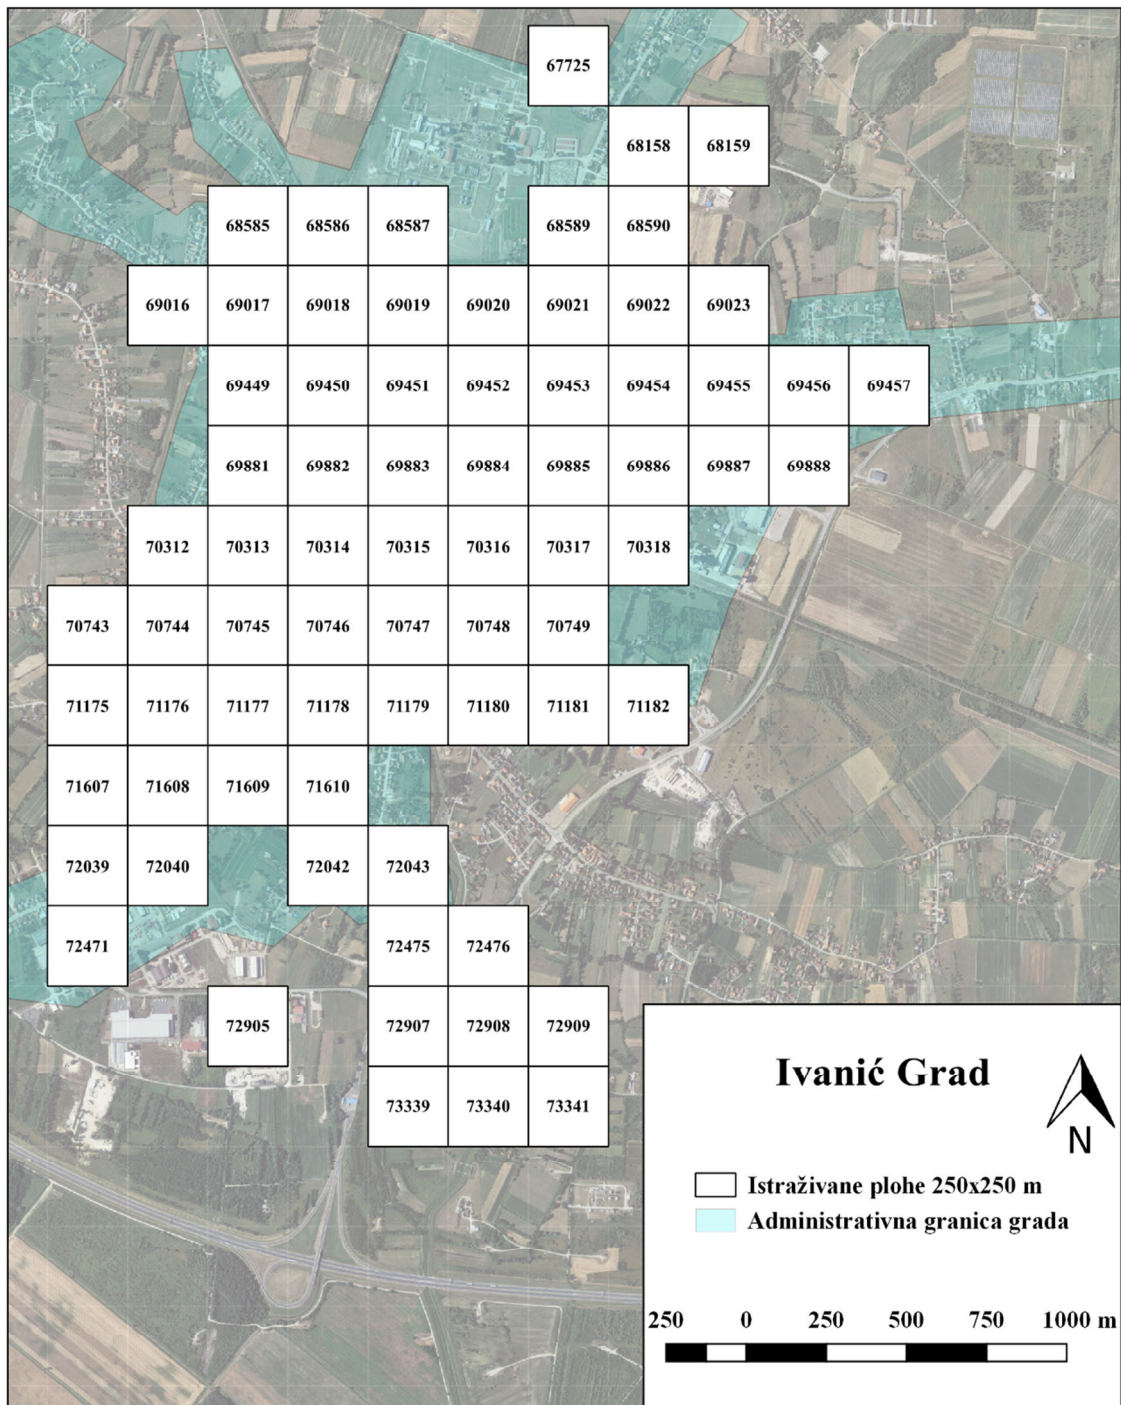 67725
68158 68159
68585 68586 68587 68589 68590
69016 69017 69018 69019 69020 69021 69022 69023
69449 69450 69451 69452 69453 69454 69455 69456 69457
69881 69882 69883 69884 69885 69886 69887 69888
70312 70313 70314 70315 70316 70317 70318
70743 70744 70745 70746 70747 70748 70749
71175 71176 71177 71178 71179 71180 71181 71182
71607 71608 71609 71610
72039 72040 72042 72043
72471 72475 72476
72905 72907 72908 72909
73339 73340 73341
Ivanić Grad
N
Istraživane plohe 250x250 m
Administrativna granica grada
250 0 250 500 750 1000 m